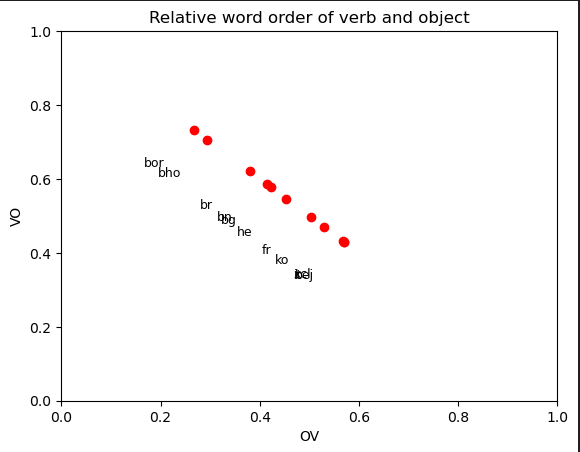 Relative word order of verb and object
1.0
0.8
0.6
0.4
0.2
0.0
VO
bor
bho
br
bn
bg
he
fr
ko
bej
0.0 0.2 0.4 0.6 0.8 1.0
OV